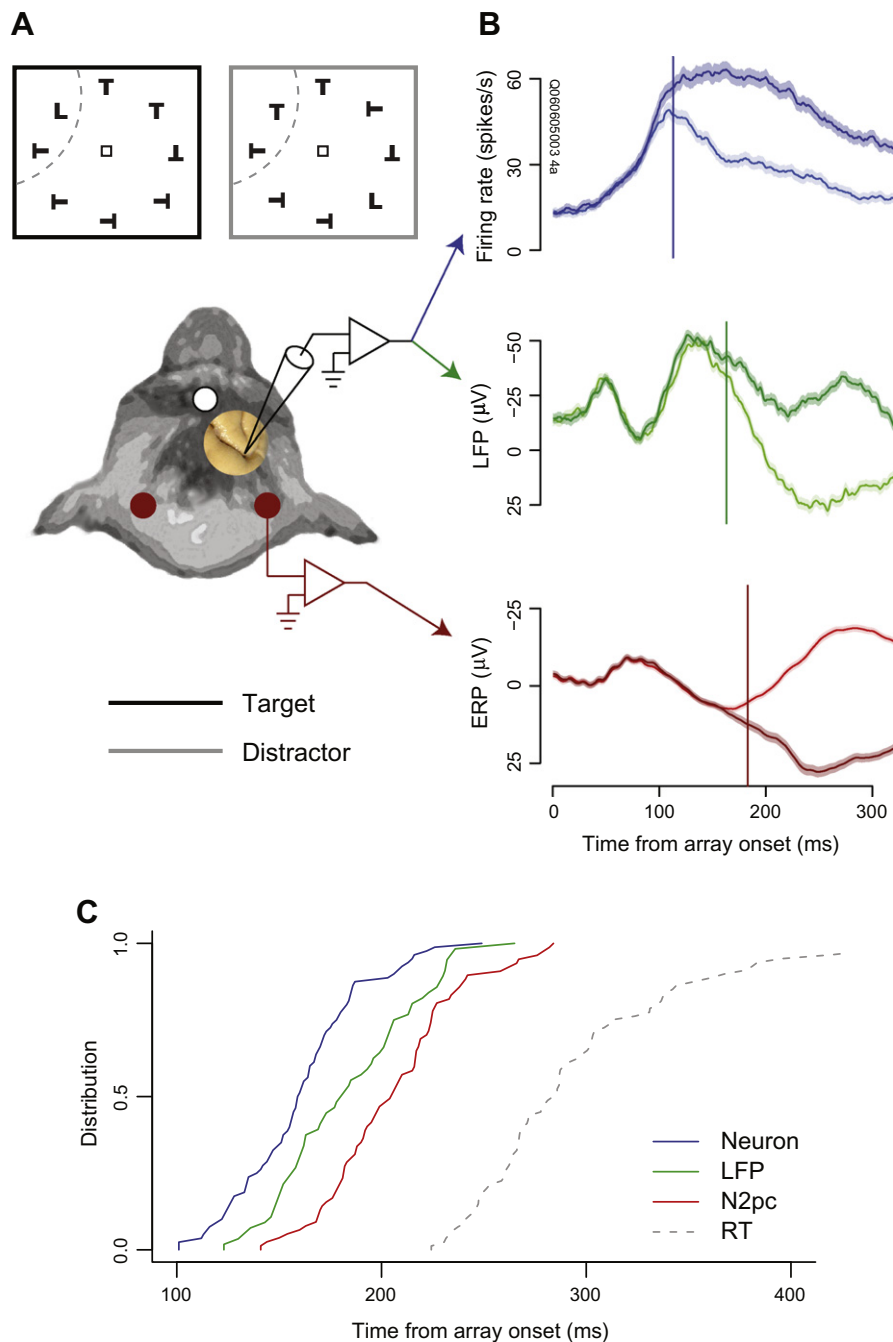 A
B
T
L
T
T
T
T
T
T
T
T
T
T
T
T
L
T
Firing rate (spikes/s)
60
30
0
Q060605003 4a
LFP (µV)
-50
-25
0
25
ERP (µV)
-25
0
25
0
100
200
300
Time from array onset (ms)
Target
Distractor
C
Distribution
1.0
0.5
0.0
Neuron
LFP
N2pc
RT
100
200
300
400
Time from array onset (ms)